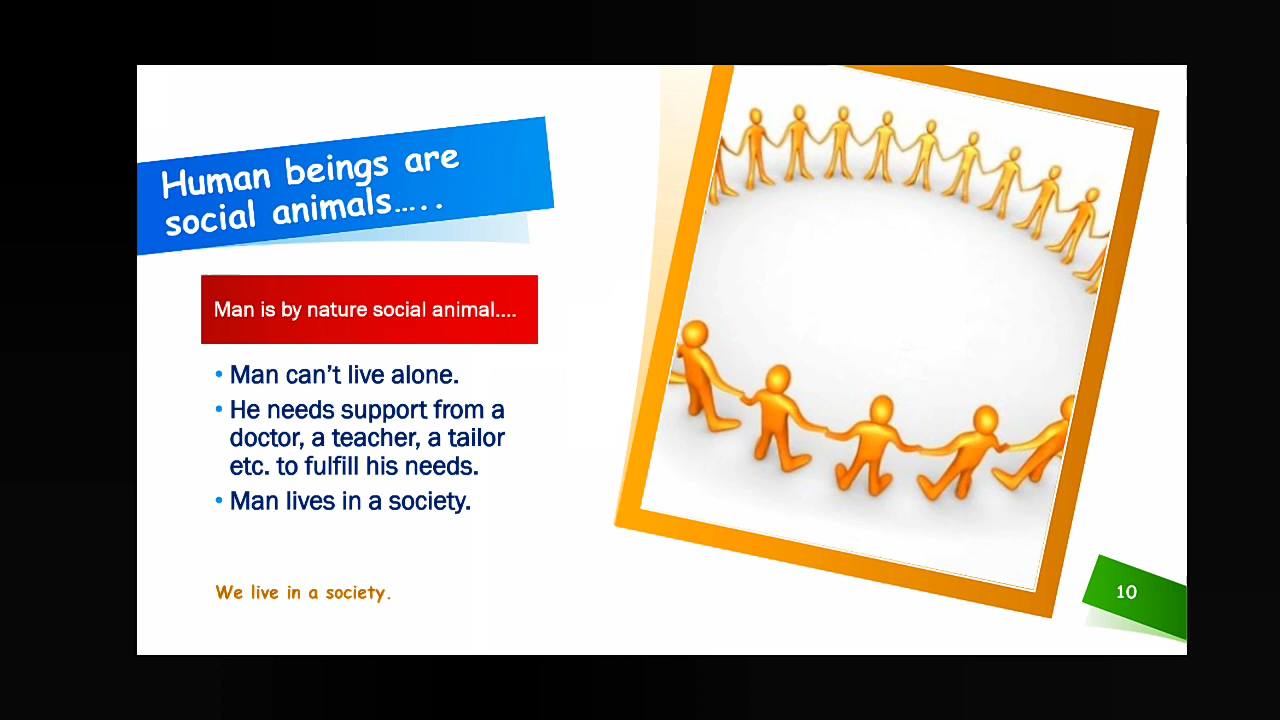 Human beings are
social animals.....
Man is by nature social animal....
• Man can't live alone.
• He needs support from a
doctor, a teacher, a tailor
etc. to fulfill his needs.
• Man lives in a society.
We live in a society.
10